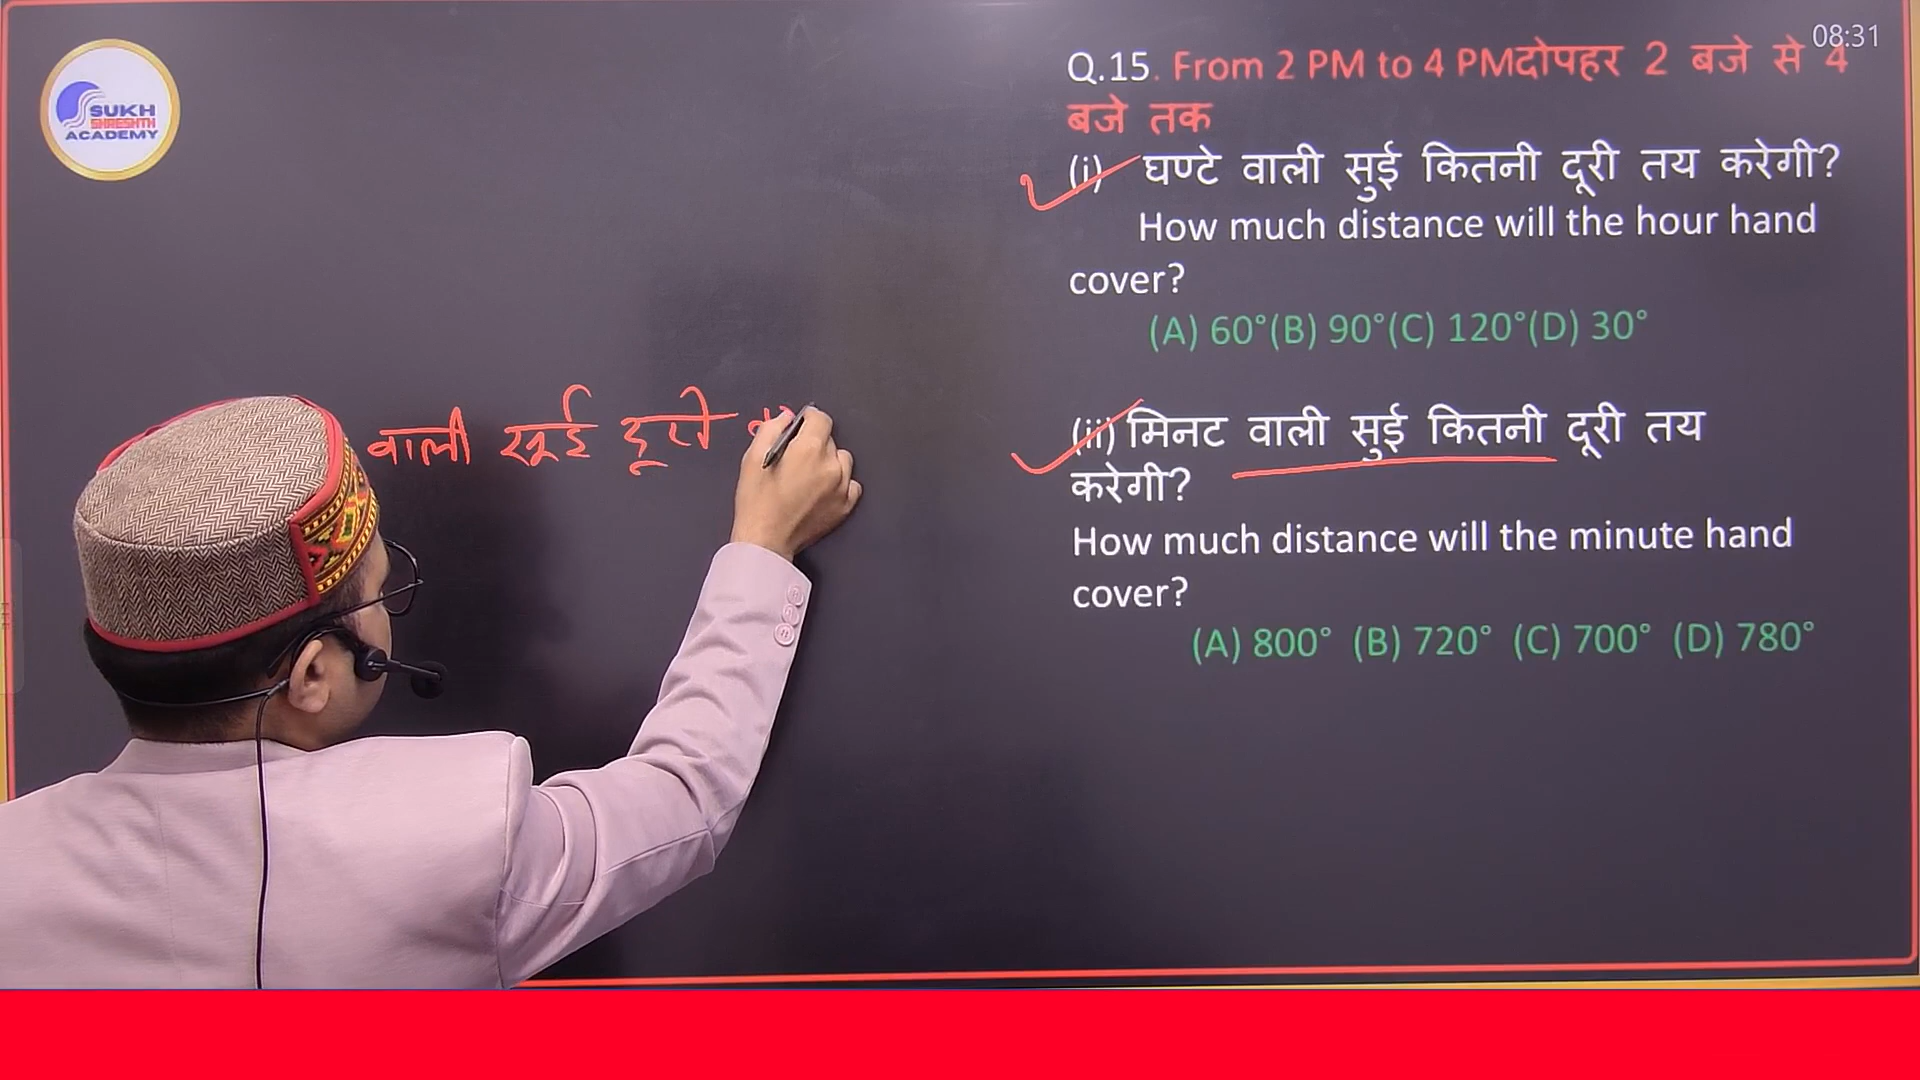 SUKH
SHRESHTH
ACADEMY
08:31
Q.15. From 2 PM to 4 PMदोपहर 2 बजे से 4
बजे तक
(i) घण्टे वाली सुई कितनी दूरी तय करेगी?
How much distance will the hour hand
cover?
(A) 60°(B) 90°(C) 120°(D) 30°
वाली सूई दूरी
(ii) मिनट वाली सुई कितनी दूरी तय
करेगी?
How much distance will the minute hand
cover?
(A) 800° (B) 720° (C) 700° (D) 780°